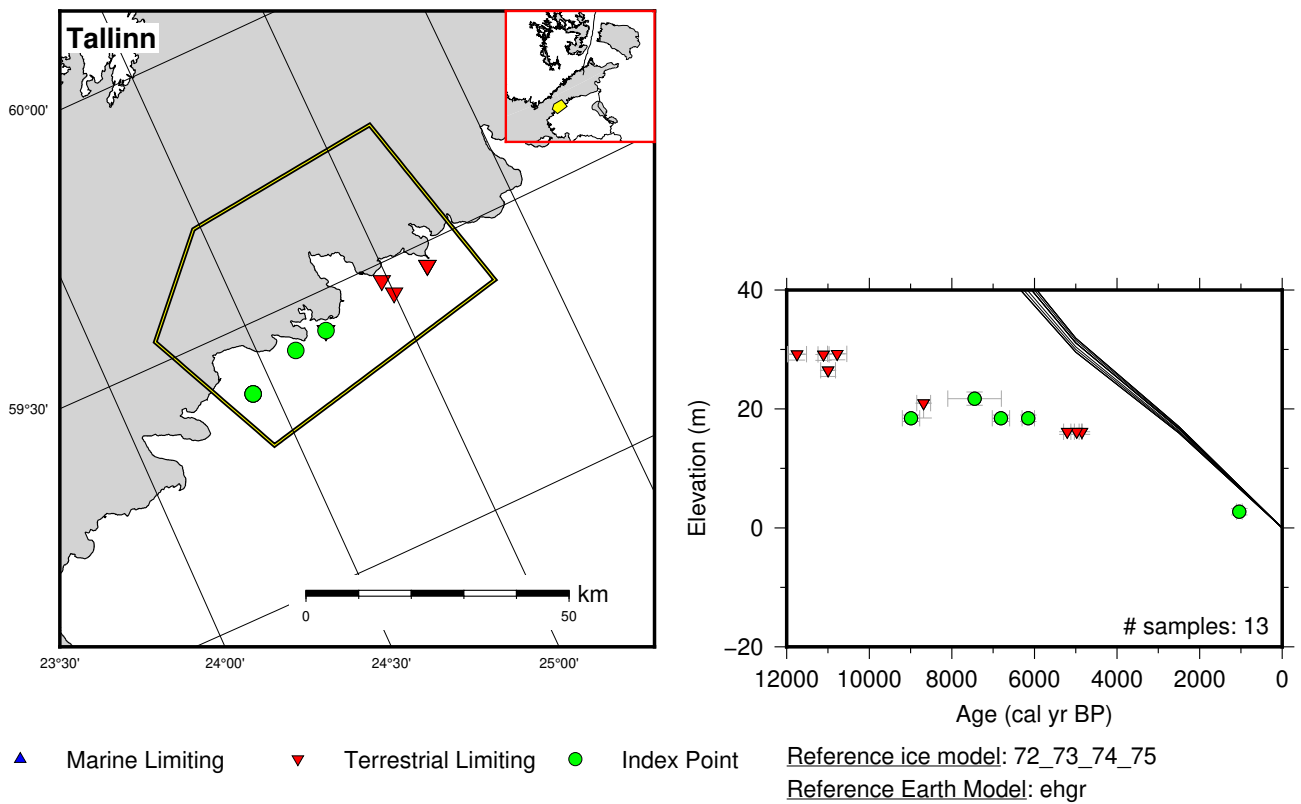 Tallinn
60°00'
59°30'
23°30'
24°00'
24°30'
25°00'
0
50
km
40
20
0
−20
Elevation (m)
# samples: 13
12000 10000 8000 6000 4000 2000 0
Age (cal yr BP)
Marine Limiting
Terrestrial Limiting
Index Point
Reference ice model: 72_73_74_75
Reference Earth Model: ehgr